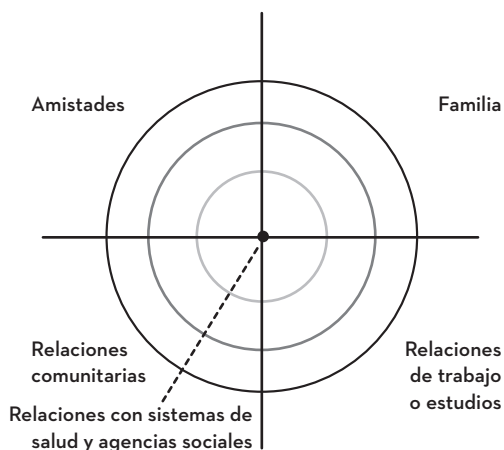 Amistades
Familia
Relaciones
comunitarias
Relaciones
de trabajo
o estudios
Relaciones con sistemas de
salud y agencias sociales